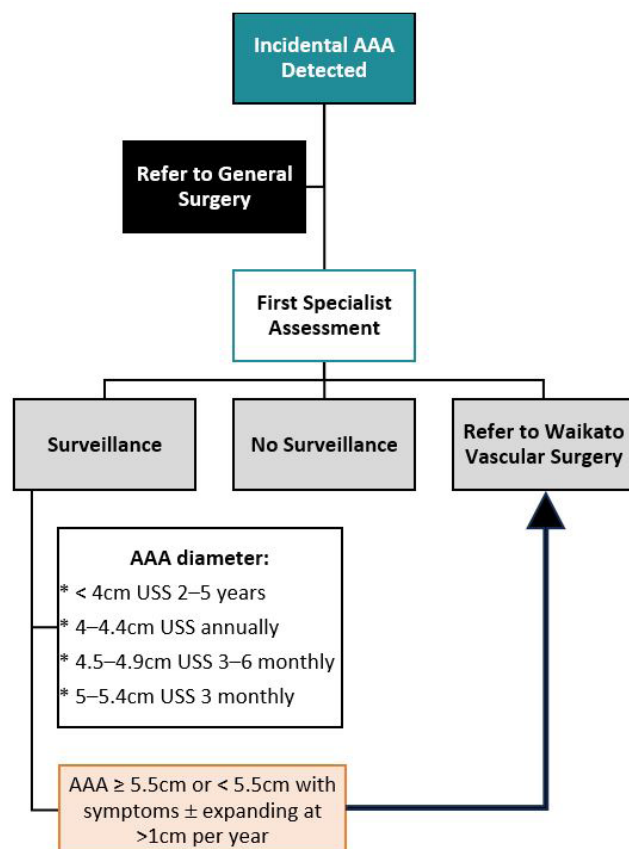 Incidental AAA
Detected
Refer to General
Surgery
First Specialist
Assessment
Surveillance
No Surveillance
Refer to Waikato
Vascular Surgery
AAA diameter:
* < 4cm USS 2–5 years
* 4–4.4cm USS annually
* 4.5–4.9cm USS 3–6 monthly
* 5–5.4cm USS 3 monthly
AAA ≥ 5.5cm or < 5.5cm with
symptoms ± expanding at
>1cm per year